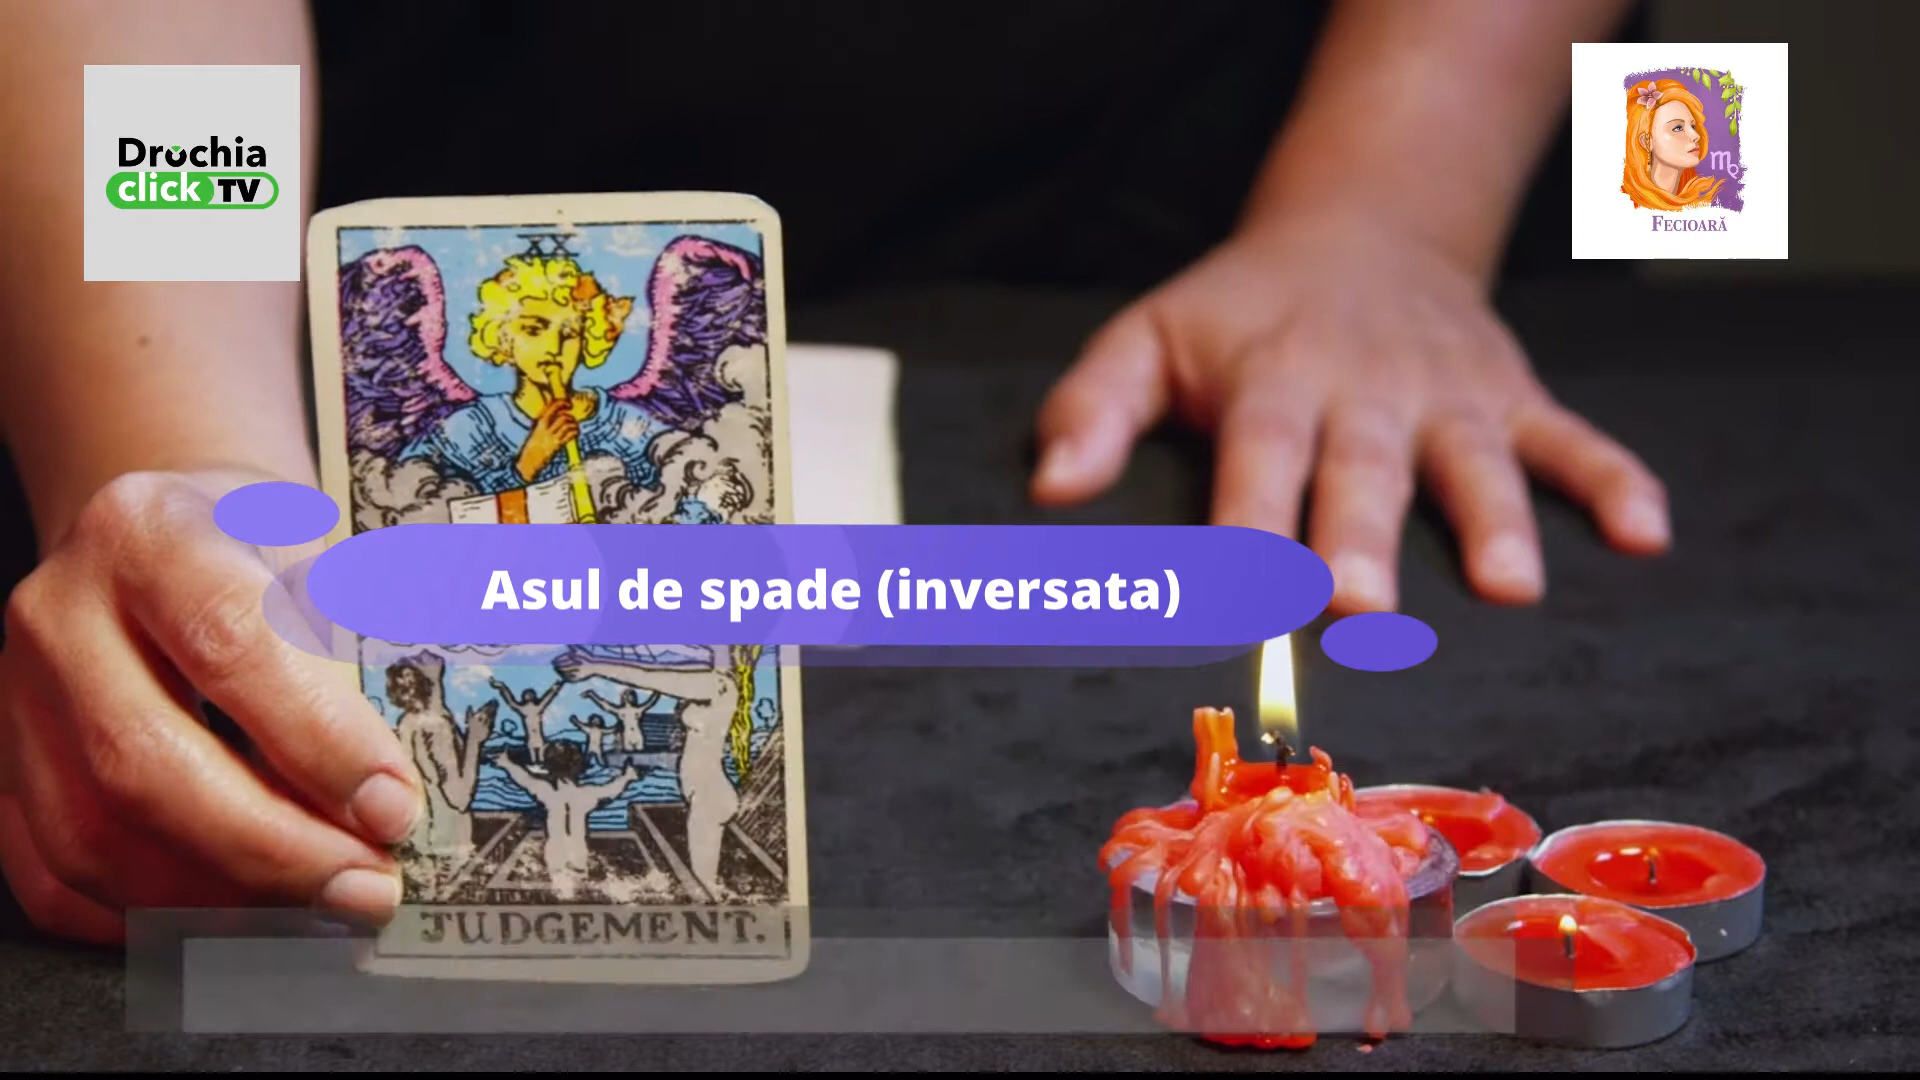 Drochia
click TV
FECIOARĂ
XX
Asul de spade (inversata)
JUDGEMENT.